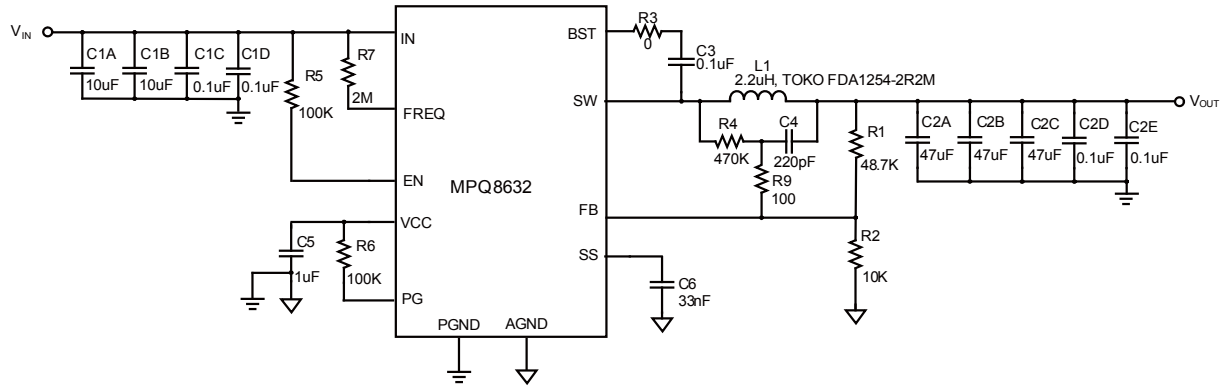 V_IN
C1A
10uF
C1B
10uF
C1C
0.1uF
C1D
0.1uF
R5
100K
R7
2M
IN
FREQ
EN
VCC
PG
C5
1uF
R6
100K
MPQ8632
PGND
AGND
BST
SW
FB
SS
R3
0
C3
0.1uF
L1
2.2uH, TOKO FDA1254-2R2M
R4
470K
C4
220pF
R9
100
R1
48.7K
R2
10K
C6
33nF
C2A
47uF
C2B
47uF
C2C
47uF
C2D
0.1uF
C2E
0.1uF
V_OUT